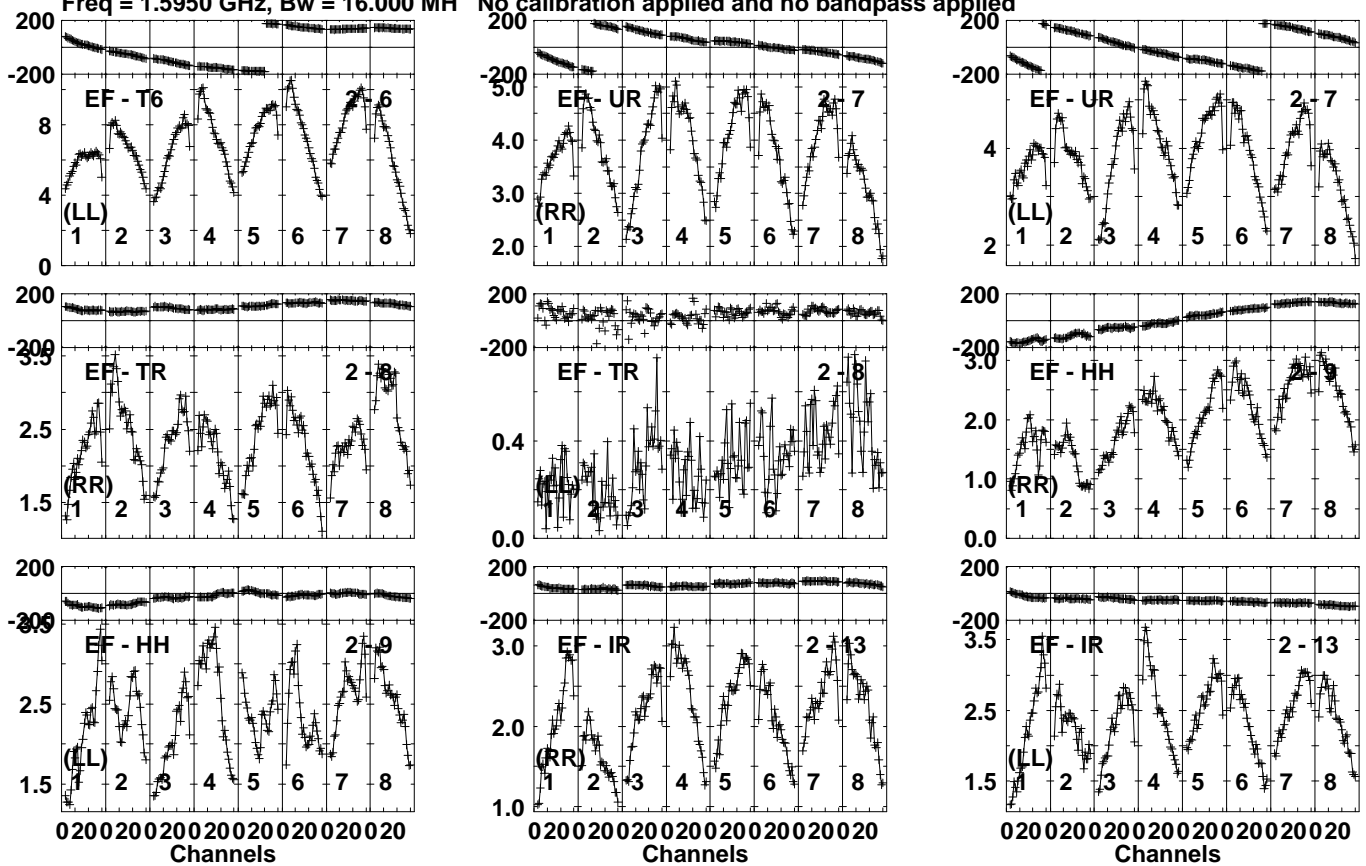 Freq = 1.5950 GHz, Bw = 16.000 MH No calibration applied and no bandpass applied
200 200 200
-200 -200 -200
EF - T6 2 - 6 5.0 EF - UR 2 - 7 EF - UR 2 - 7
8 4.0 4
4 3.0
(LL) (RR) (LL)
1 2 3 4 5 6 7 8 1 2 3 4 5 6 7 8 1 2 3 4 5 6 7 8
0 2.0 2
200 200 200
-200 -200 -200
3.5 EF - TR 2 - 8 EF - TR 2 - 8 3.0 EF - HH 2 - 9
2.5 0.4 2.0
(RR) (LL) 1.0 (RR)
1.5 1 2 3 4 5 6 7 8 1 2 3 4 5 6 7 8 1 2 3 4 5 6 7 8
0.0 0.0
200 200 200
-200 -200 -200
3.5 EF - HH 2 - 9 3.0 EF - IR 2 - 13 3.5 EF - IR 2 - 13
2.5 2.0 2.5
(LL) (RR) (LL)
1.5 1 2 3 4 5 6 7 8 1 2 3 4 5 6 7 8 1.5 1 2 3 4 5 6 7 8
1.0
0 20 0 20 0 20 0 20 0 20 0 20 0 20 0 20 0 20 0 20 0 20 0 20 0 20 0 20 0 20 0 20 0 20 0 20 0 20 0 20 0 20 0 20 0 20 0 20
Channels Channels Channels